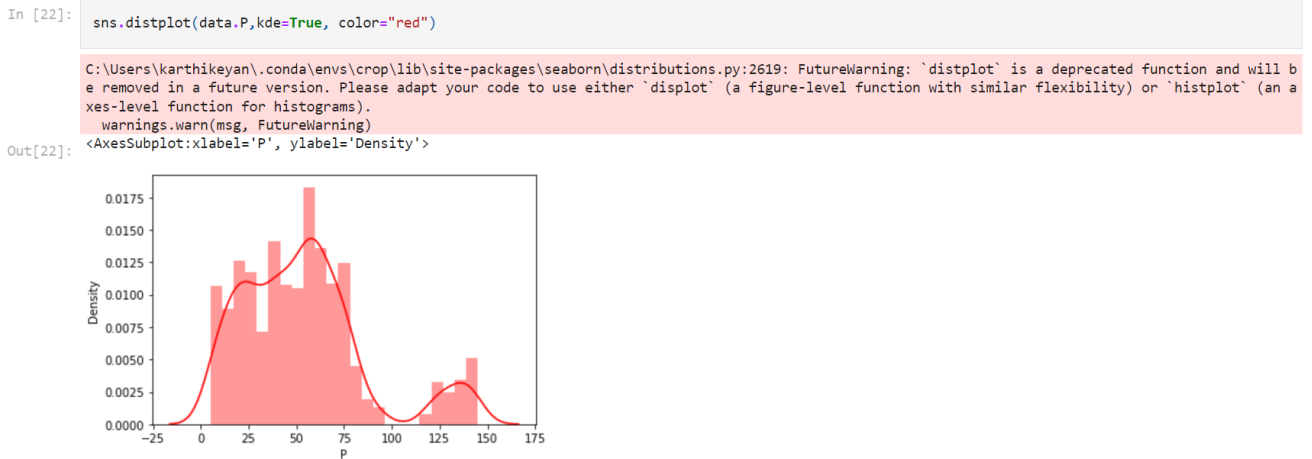 In [22]:
sns.distplot(data.P,kde=True, color="red")
C:\Users\karthikeyan\.conda\envs\crop\lib\site-packages\seaborn\distributions.py:2619: FutureWarning: `distplot` is a deprecated function and will b
e removed in a future version. Please adapt your code to use either `displot` (a figure-level function with similar flexibility) or `histplot` (an a
xes-level function for histograms).
  warnings.warn(msg, FutureWarning)
Out[22]:
<AxesSubplot:xlabel='P', ylabel='Density'>
0.0175
0.0150
0.0125
0.0100
0.0075
0.0050
0.0025
0.0000
Density
−25 0 25 50 75 100 125 150 175
P